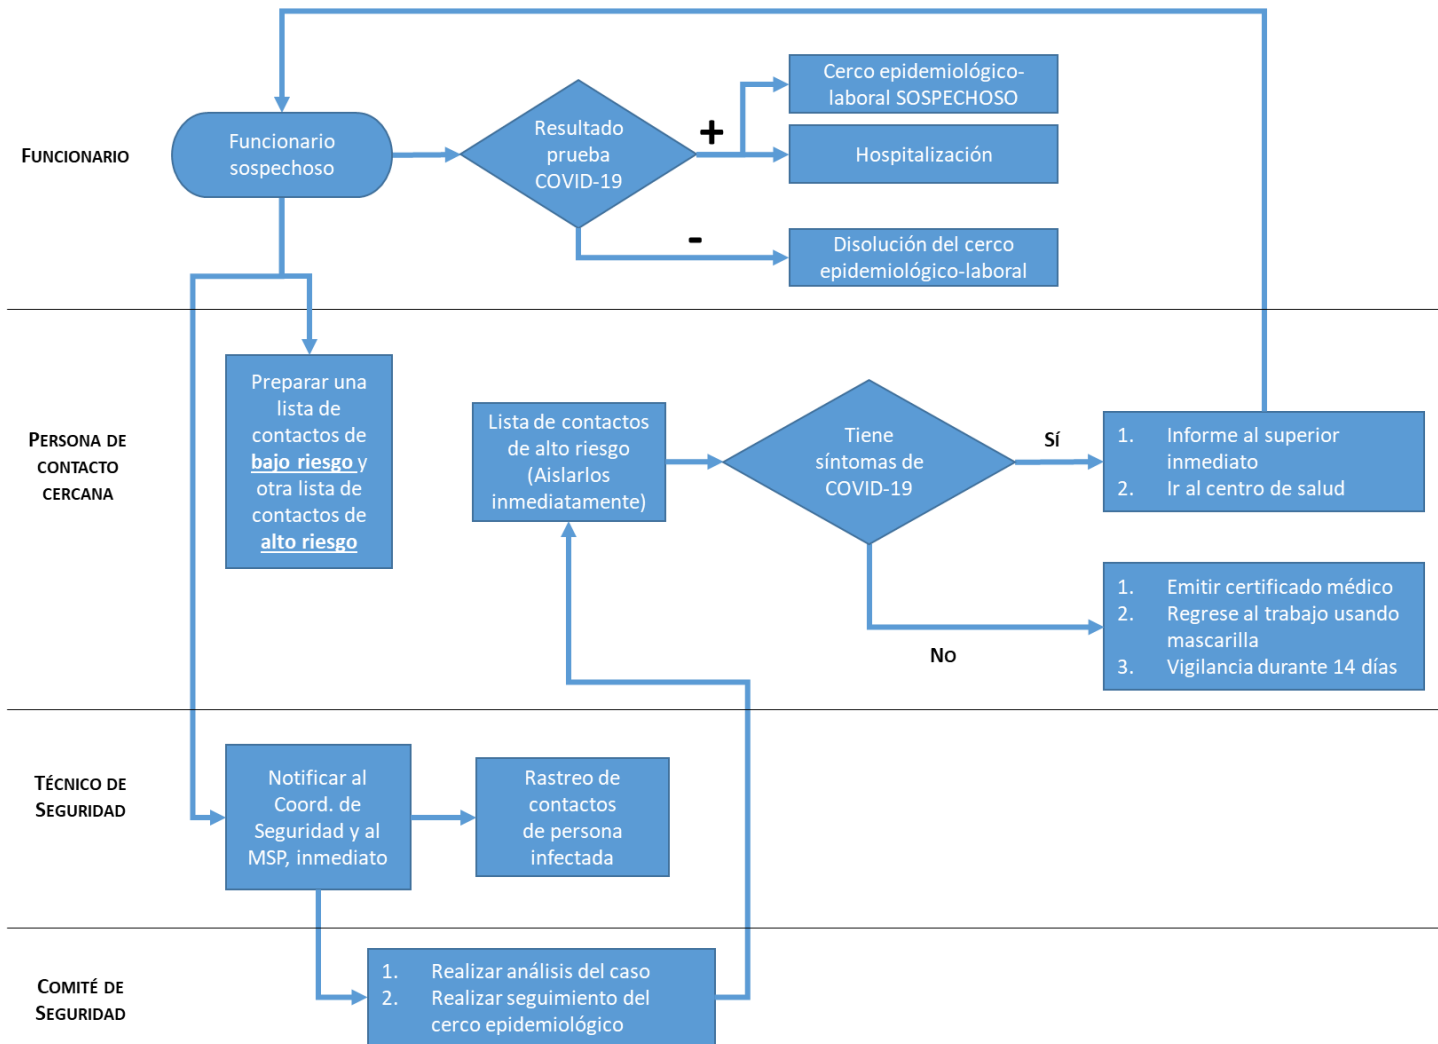 FUNCIONARIO
Funcionario
sospechoso
Resultado
prueba
COVID-19
+
-
Cerco epidemiológico-
laboral SOSPECHOSO
Hospitalización
Disolución del cerco
epidemiológico-laboral
PERSONA DE
CONTACTO
CERCANA
Preparar una
lista de
contactos de
bajo riesgo y
otra lista de
contactos de
alto riesgo
Lista de contactos
de alto riesgo
(Aislarlos
inmediatamente)
Tiene
síntomas de
COVID-19
SÍ
NO
1. Informe al superior
inmediato
2. Ir al centro de salud
1. Emitir certificado médico
2. Regrese al trabajo usando
mascarilla
3. Vigilancia durante 14 días
TÉCNICO DE
SEGURIDAD
Notificar al
Coord. de
Seguridad y al
MSP, inmediato
Rastreo de
contactos
de persona
infectada
COMITÉ DE
SEGURIDAD
1. Realizar análisis del caso
2. Realizar seguimiento del
cerco epidemiológico